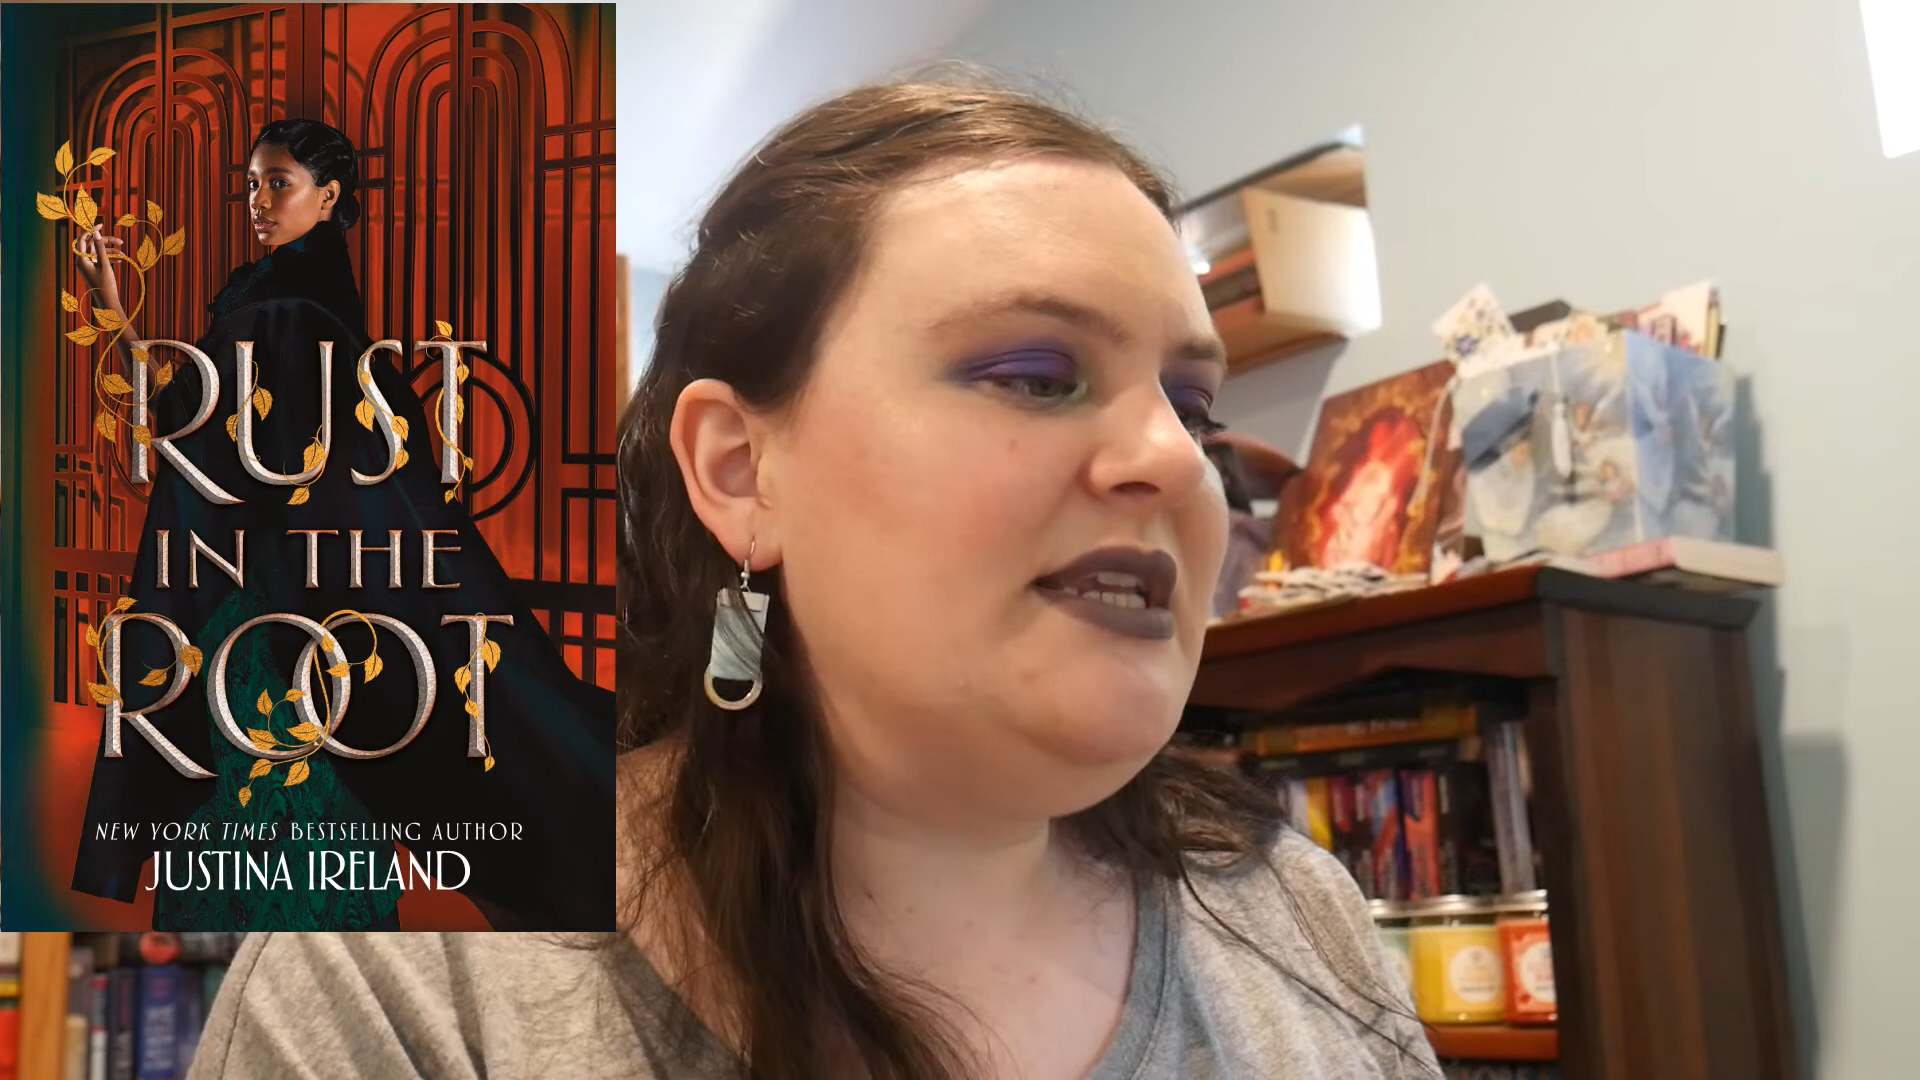 RUST
IN THE
ROOT
NEW YORK TIMES BESTSELLING AUTHOR
JUSTINA IRELAND